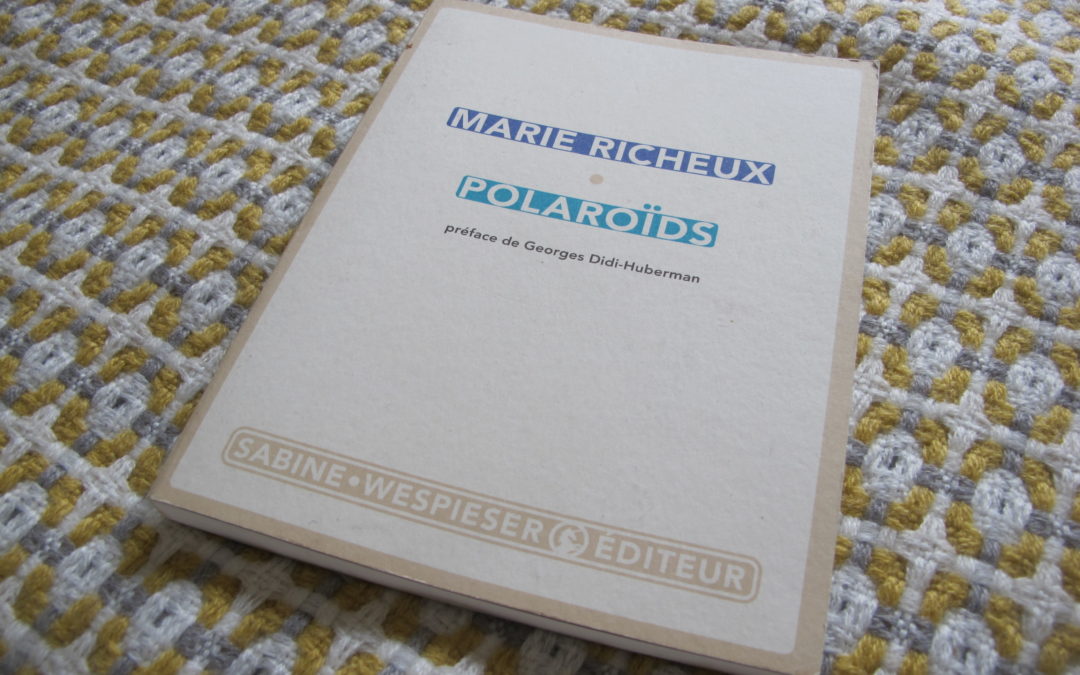 MARIE RICHEUX
POLAROÏDS
préface de Georges Didi-Huberman
SABINE • WESPIESER ÉDITEUR